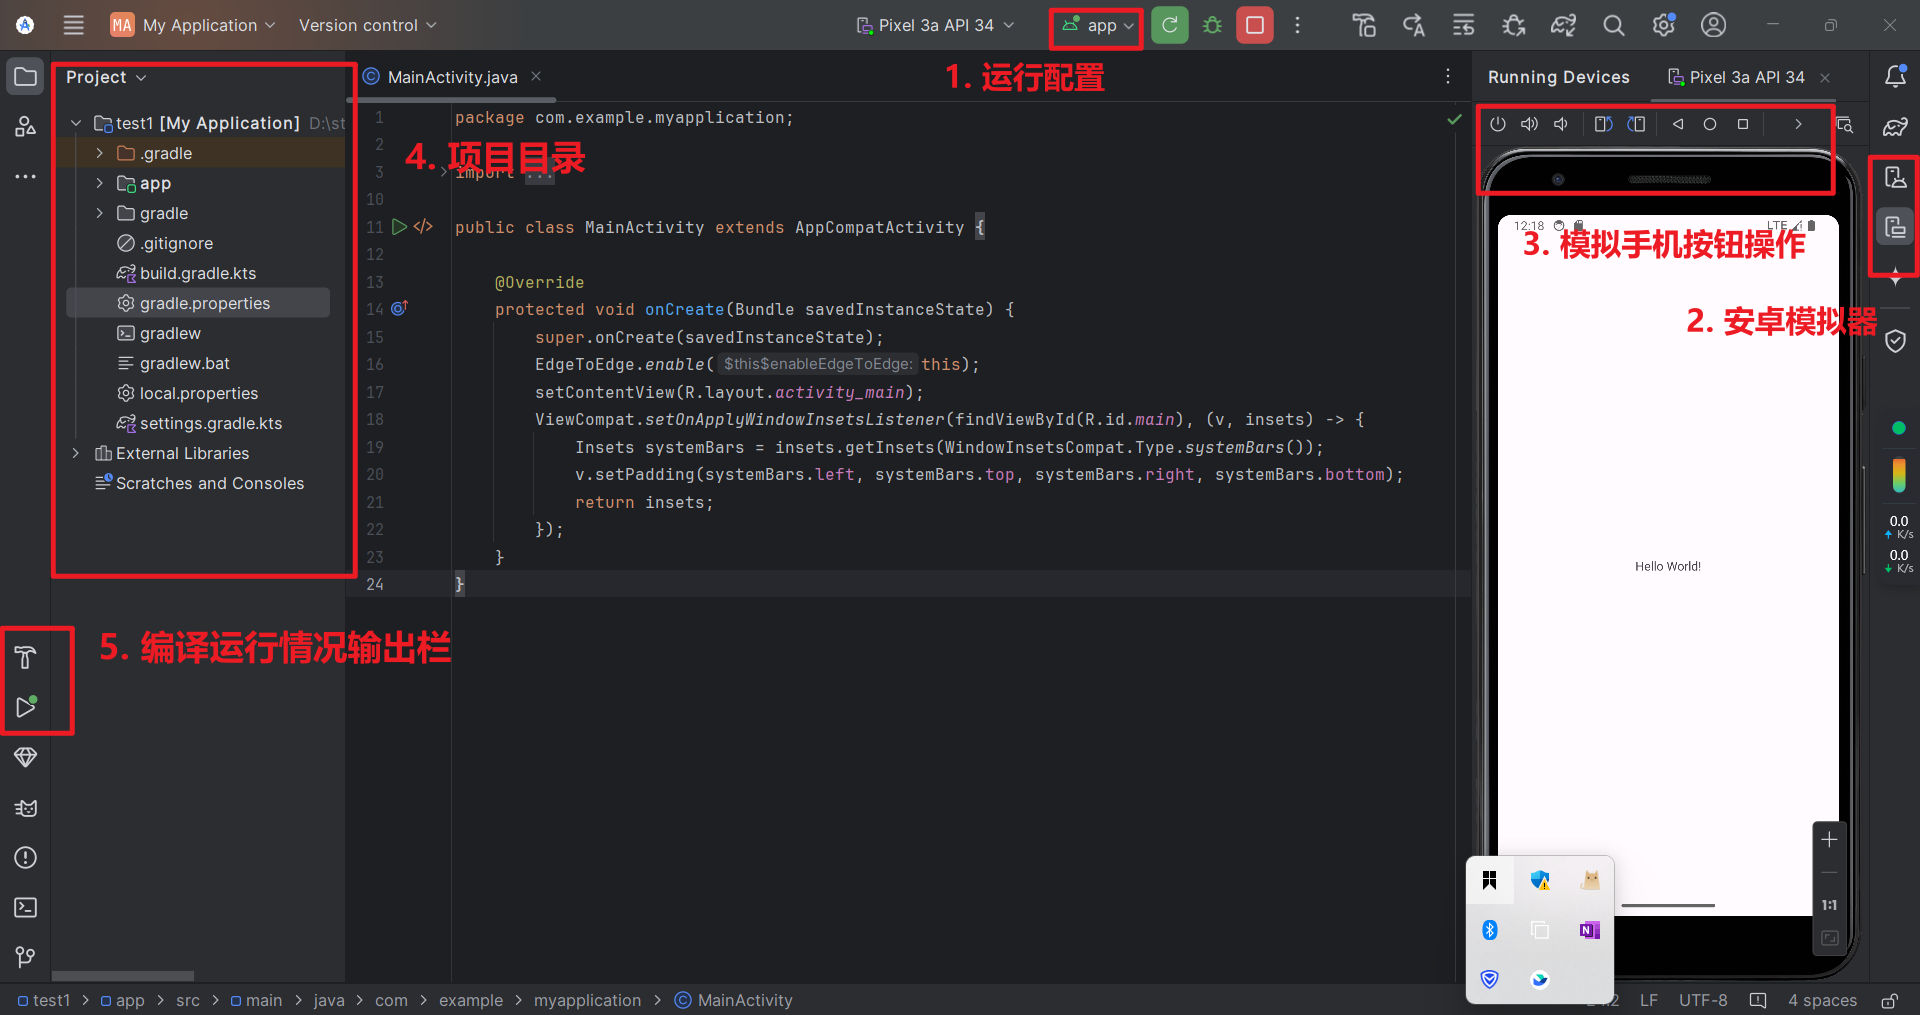 MA My Application
Version control
Pixel 3a API 34
app
1. 运行配置
Project
MainActivity.java
Running Devices
Pixel 3a API 34
test1 [My Application] D:\st
.gradle
app
gradle
.gitignore
build.gradle.kts
gradle.properties
gradlew
gradlew.bat
local.properties
settings.gradle.kts
External Libraries
Scratches and Consoles
4. 项目目录
1 package com.example.myapplication;
2
3 import ...
10
11 public class MainActivity extends AppCompatActivity {
12
13 @Override
14 protected void onCreate(Bundle savedInstanceState) {
15 super.onCreate(savedInstanceState);
16 EdgeToEdge.enable( $this$enableEdgeToEdge: this);
17 setContentView(R.layout.activity_main);
18 ViewCompat.setOnApplyWindowInsetsListener(findViewById(R.id.main), (v, insets) -> {
19 Insets systemBars = insets.getInsets(WindowInsetsCompat.Type.systemBars());
20 v.setPadding(systemBars.left, systemBars.top, systemBars.right, systemBars.bottom);
21 return insets;
22 });
23 }
24 }
12:18
LTE
3. 模拟手机按钮操作
2. 安卓模拟器
Hello World!
0.0
K/s
0.0
K/s
5. 编译运行情况输出栏
1:1
test1 > app > src > main > java > com > example > myapplication > MainActivity
LF
UTF-8
4 spaces